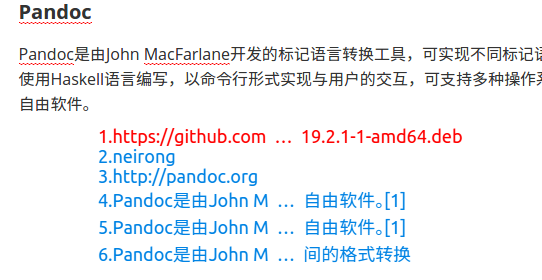 Pandoc
Pandoc是由John MacFarlane开发的标记语言转换工具，可实现不同标记语
使用Haskell语言编写，以命令行形式实现与用户的交互，可支持多种操作系
自由软件。
1.https://github.com … 19.2.1-1-amd64.deb
2.neirong
3.http://pandoc.org
4.Pandoc是由John M … 自由软件。[1]
5.Pandoc是由John M … 自由软件。[1]
6.Pandoc是由John M … 间的格式转换